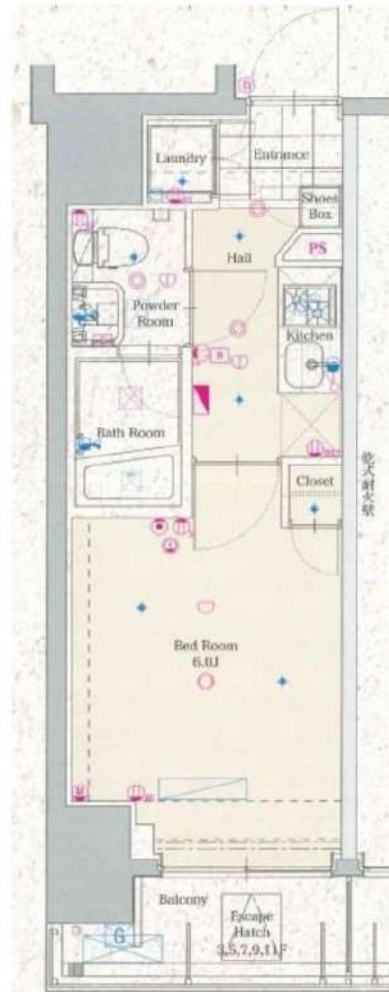 Laundry
Entrance
Shoes
Box
PS
Hall
Powder
Room
Kitchen
Bath Room
Closet
乾式耐火壁
Bed Room
6.0J
Balcony
Escape
Hatch
3,5,7,9,11F
G